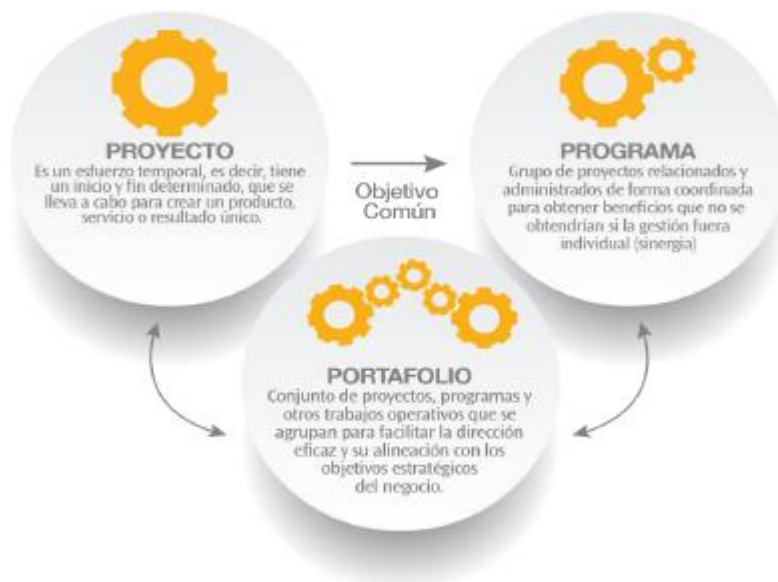 PROYECTO
Es un esfuerzo temporal, es decir, tiene
un inicio y fin determinado, que se
lleva a cabo para crear un producto,
servicio o resultado único.
Objetivo
Común
PROGRAMA
Grupo de proyectos relacionados y
administrados de forma coordinada
para obtener beneficios que no se
obtendrían si la gestión fuera
individual (sinergia)
PORTAFOLIO
Conjunto de proyectos, programas y
otros trabajos operativos que se
agrupan para facilitar la dirección
eficaz y su alineación con los
objetivos estratégicos
del negocio.